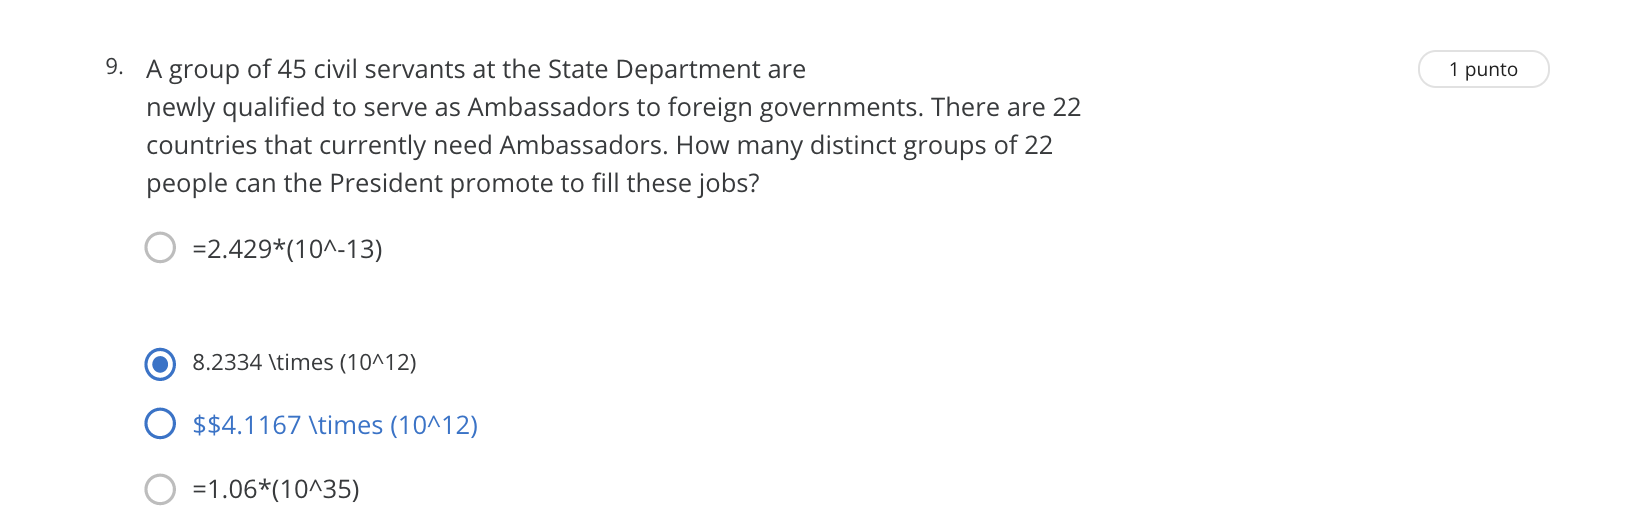 9.
A group of 45 civil servants at the State Department are
1 punto
newly qualified to serve as Ambassadors to foreign governments. There are 22
countries that currently need Ambassadors. How many distinct groups of 22
people can the President promote to fill these jobs?
=2.429*(10^-13)
8.2334 \times (10^12)
$$4.1167 \times (10^12)
=1.06*(10^35)